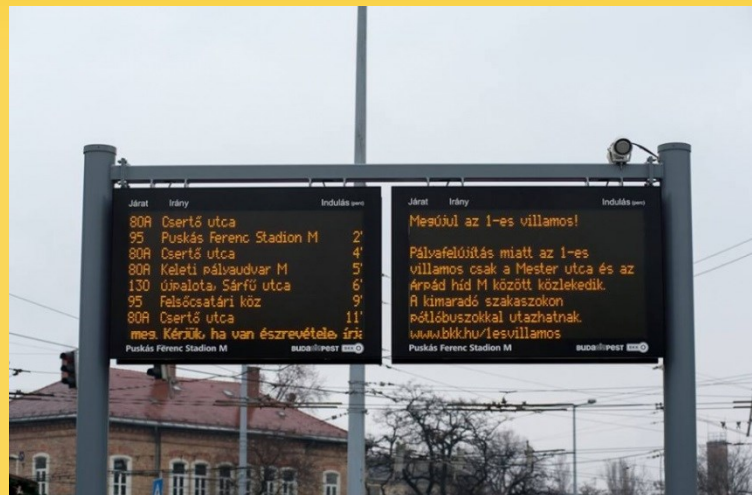 Járat Irány Indulás (perc)
80A Csertő utca
95 Puskás Ferenc Stadion M 2'
80A Csertő utca 4'
80A Keleti pályaudvar M 5'
130 Újpalota, Sárfű utca 6'
95 Felsőcsatári köz 9'
80A Csertő utca 11'
meg. Kérjük, ha van észrevétele, írja
Puskás Ferenc Stadion M BUDAPEST BKK
Járat Irány Indulás (perc)
Megújul az 1-es villamos!
Pályafelújítás miatt az 1-es
villamos csak a Mester utca és az
Árpád híd M között közlekedik.
A kimaradó szakaszokon
pótlóbuszokkal utazhatnak.
www.bkk.hu/1esvillamos
Puskás Ferenc Stadion M BUDAPEST BKK